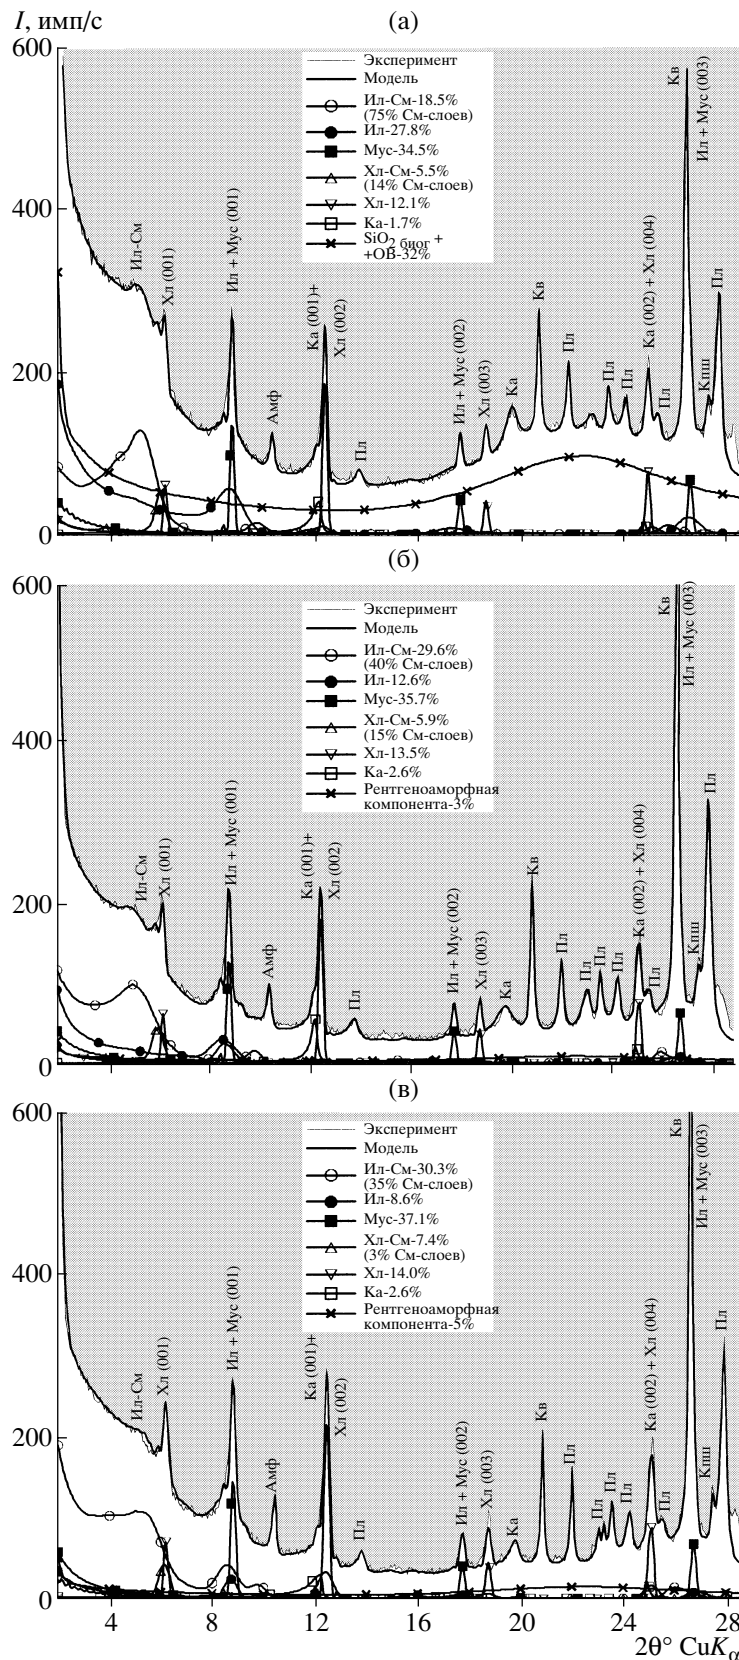 I, имп/с
(а)
600
400
200
0
Эксперимент
Модель
Ил-См-18.5%
(75% См-слоев)
Ил-27.8%
Мус-34.5%
Хл-См-5.5%
(14% См-слоев)
Хл-12.1%
Ка-1.7%
SiO2 биог +
+ОВ-32%
Ил-См
Хл (001)
Ил + Мус (001)
Амф
Ка (001)+
Хл (002)
Пл
Ил + Мус (002)
Хл (003)
Ка
Кв
Пл
Пл
Пл
Ка (002) + Хл (004)
Пл
Кв
Ил + Мус (003)
Кпш
Пл
(б)
600
400
200
0
Эксперимент
Модель
Ил-См-29.6%
(40% См-слоев)
Ил-12.6%
Мус-35.7%
Хл-См-5.9%
(15% См-слоев)
Хл-13.5%
Ка-2.6%
Рентгеноаморфная
компонента-3%
Ил-См
Хл (001)
Ил + Мус (001)
Амф
Ка (001)+
Хл (002)
Пл
Ил + Мус (002)
Хл (003)
Ка
Кв
Пл
Пл
Пл
Пл
Ка (002) + Хл (004)
Пл
Кв
Ил + Мус (003)
Кпш
Пл
(в)
600
400
200
0
Эксперимент
Модель
Ил-См-30.3%
(35% См-слоев)
Ил-8.6%
Мус-37.1%
Хл-См-7.4%
(3% См-слоев)
Хл-14.0%
Ка-2.6%
Рентгеноаморфная
компонента-5%
Ил-См
Хл (001)
Ил + Мус (001)
Амф
Ка (001)+
Хл (002)
Пл
Ил + Мус (002)
Хл (003)
Ка
Кв
Пл
Пл
Пл
Пл
Ка (002) + Хл (004)
Пл
Кв
Ил + Мус (003)
Кпш
Пл
4 8 12 16 20 24 28
2θ° CuKα